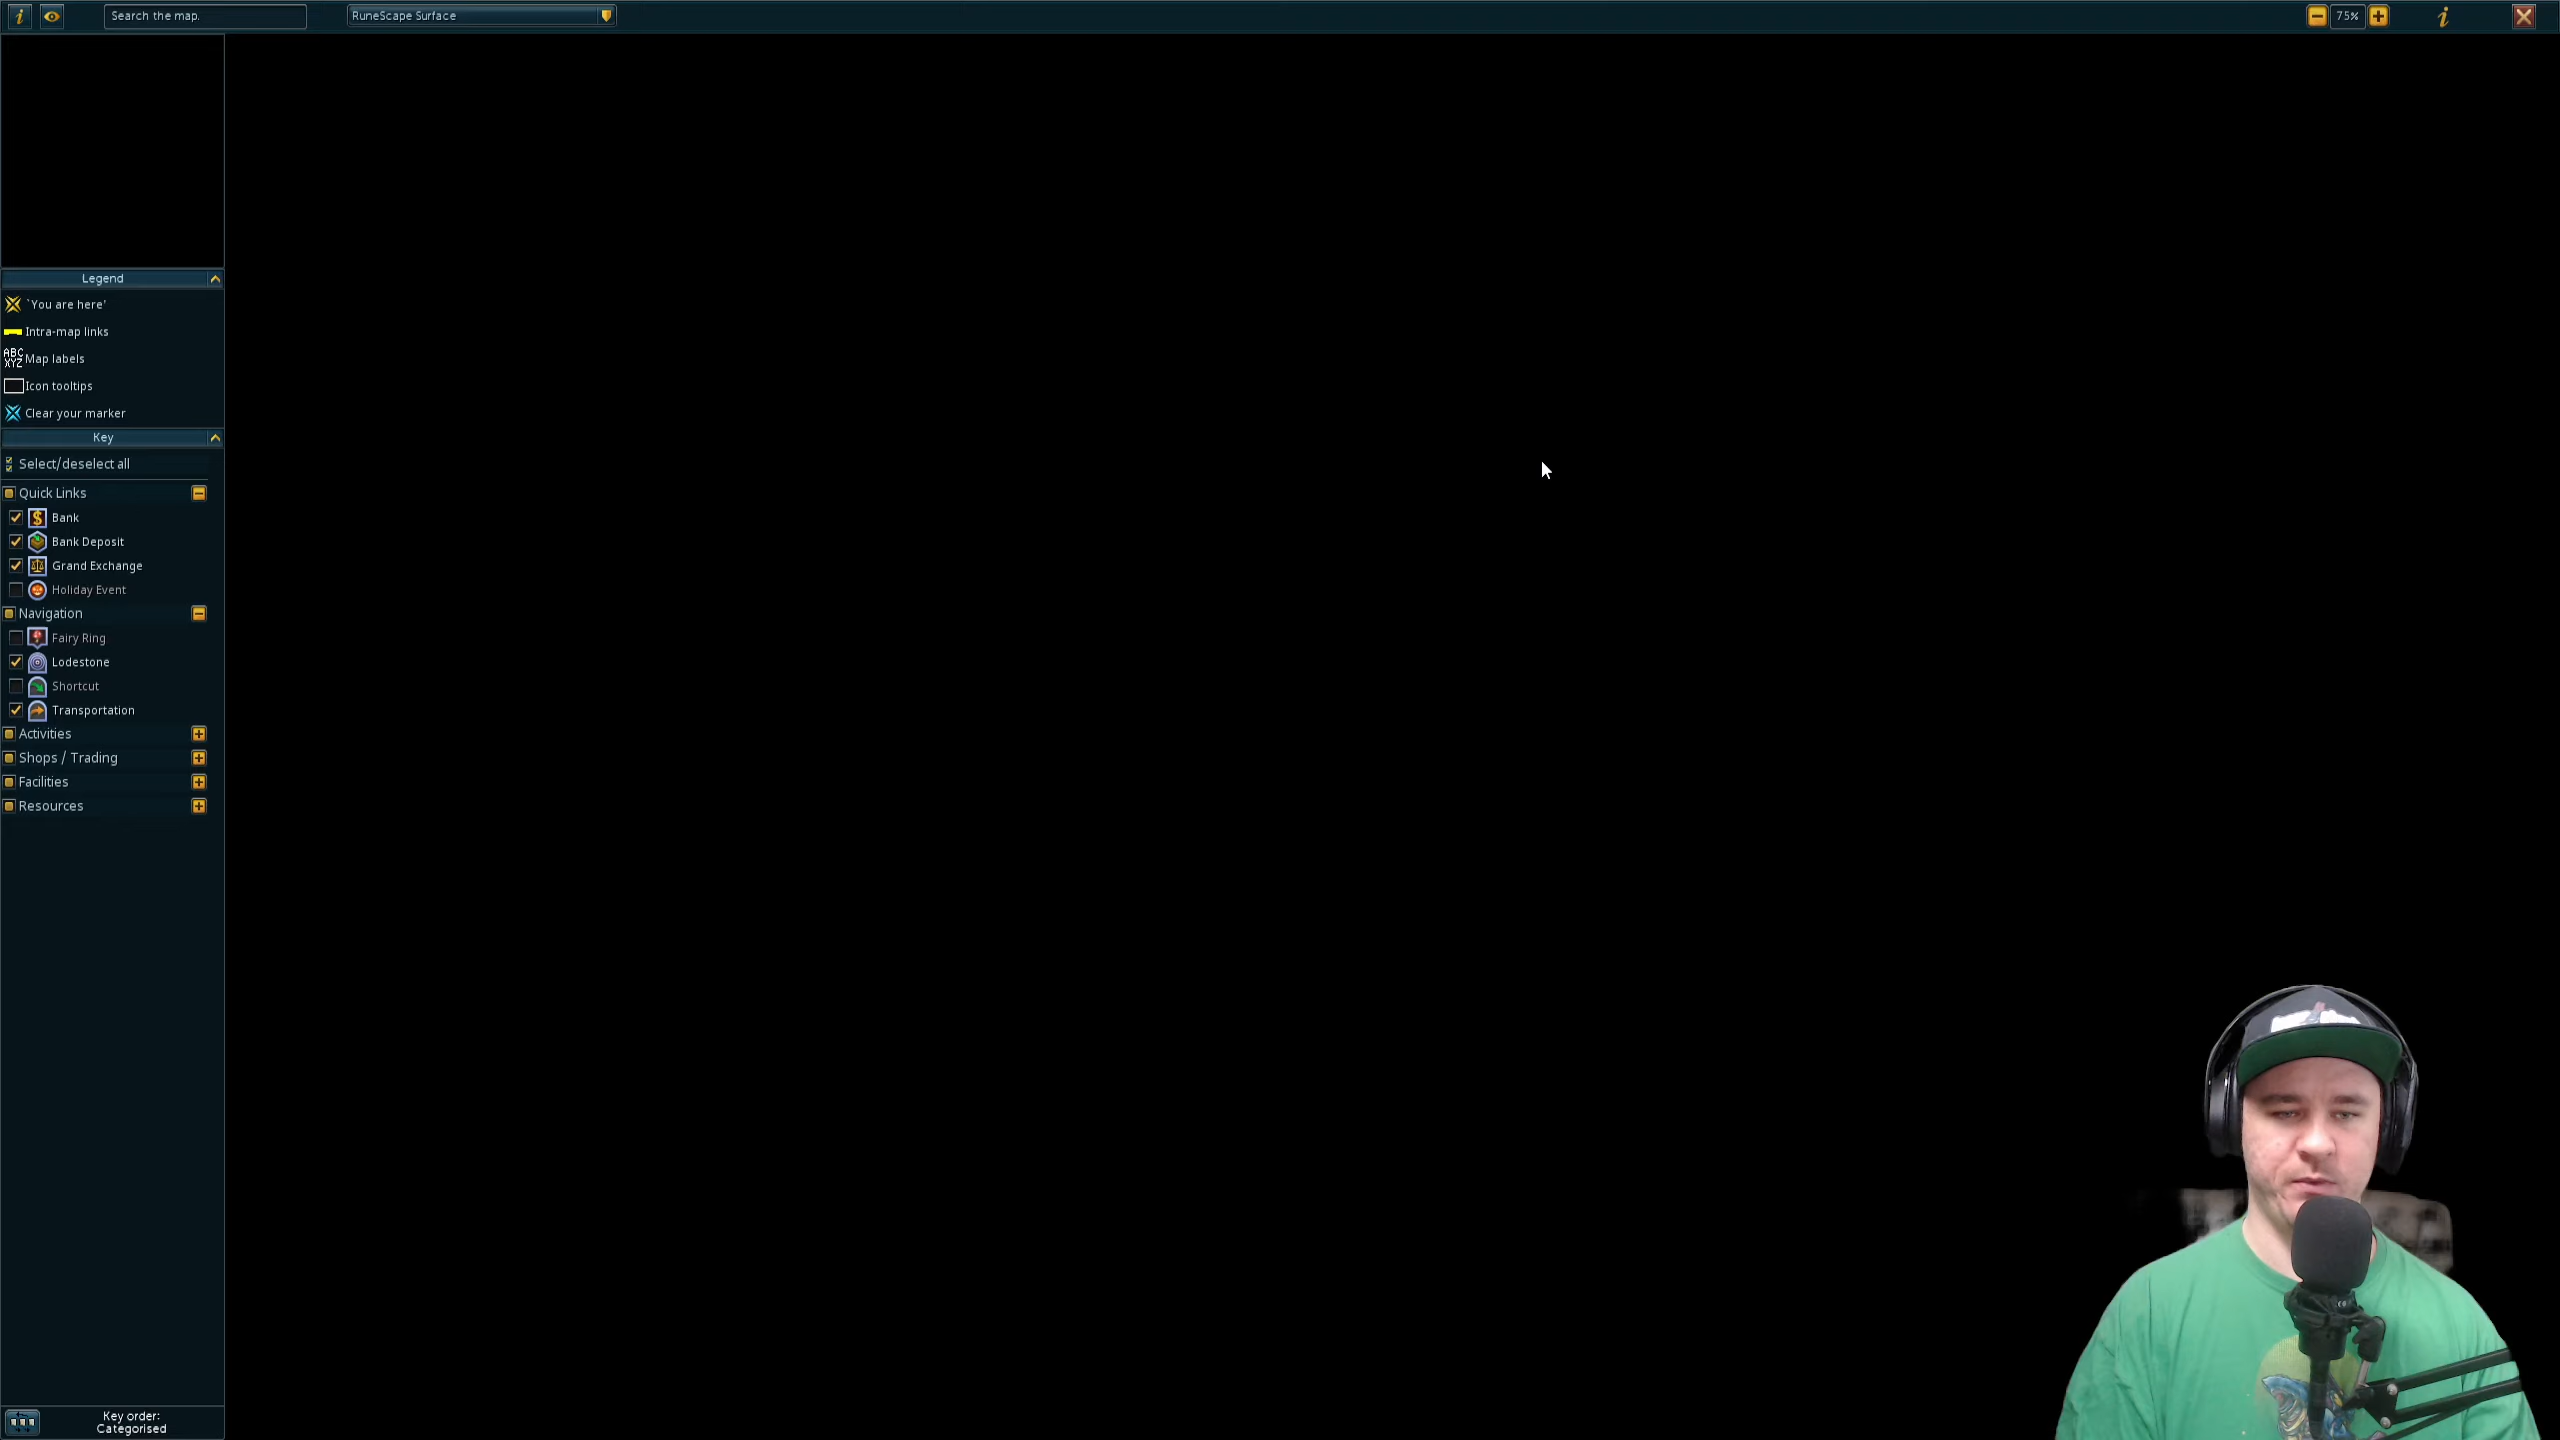 Search the map.
RuneScape Surface
75%
Legend
`You are here'
Intra-map links
ABC
XYZ
Map labels
Icon tooltips
Clear your marker
Key
Select/deselect all
Quick Links
Bank
Bank Deposit
Grand Exchange
Holiday Event
Navigation
Fairy Ring
Lodestone
Shortcut
Transportation
Activities
Shops / Trading
Facilities
Resources
Key order:
Categorised